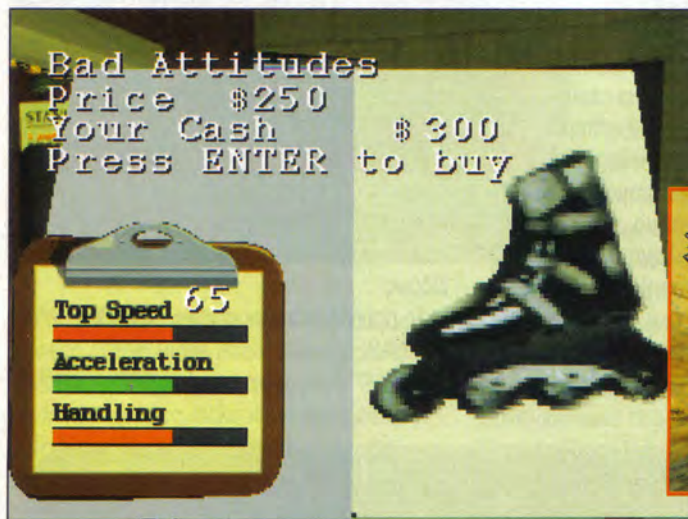 Bad Attitudes
Price $250
Your Cash $300
Press ENTER to buy
65
Top Speed
Acceleration
Handling